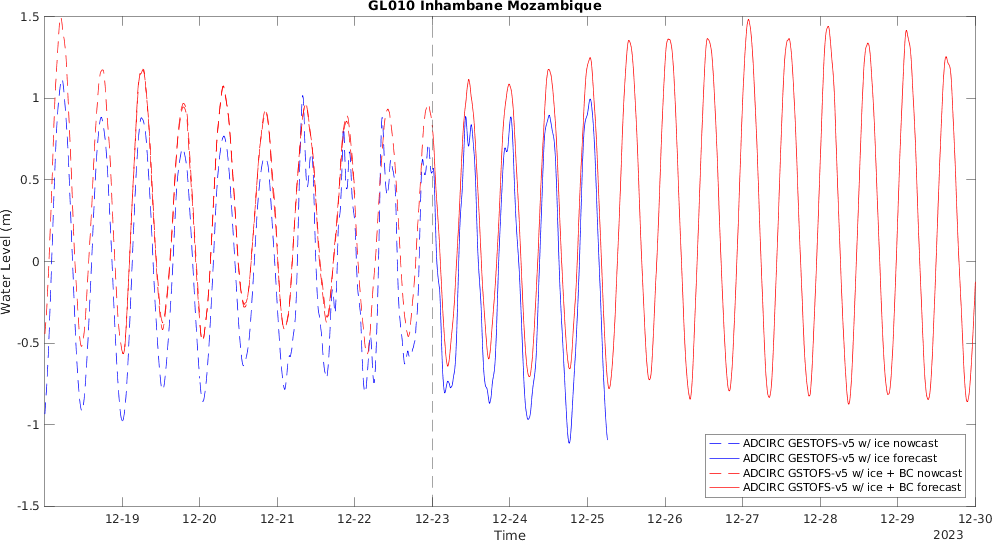 GL010 Inhambane Mozambique
1.5
1
0.5
0
-0.5
-1
-1.5
Water Level (m)
12-19 12-20 12-21 12-22 12-23 12-24 12-25 12-26 12-27 12-28 12-29 12-30
Time
2023
ADCIRC GESTOFS-v5 w/ ice nowcast
ADCIRC GESTOFS-v5 w/ ice forecast
ADCIRC GSTOFS-v5 w/ ice + BC nowcast
ADCIRC GSTOFS-v5 w/ ice + BC forecast